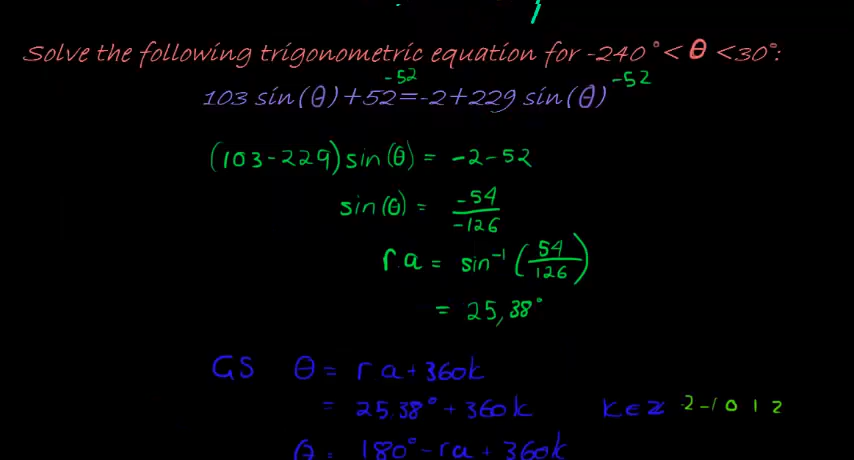 Solve the following trigonometric equation for -240°< θ <30°:
-52 -52
103 sin(θ)+52=-2+229 sin(θ)
(103-229)sin(θ) = -2-52
sin(θ) = -54/-126
r.a = sin⁻¹(54/126)
= 25,38°
GS θ = ra+360k
= 25.38°+360k k∈Z -2 -1 0 1 2
θ = 180°-ra+360k